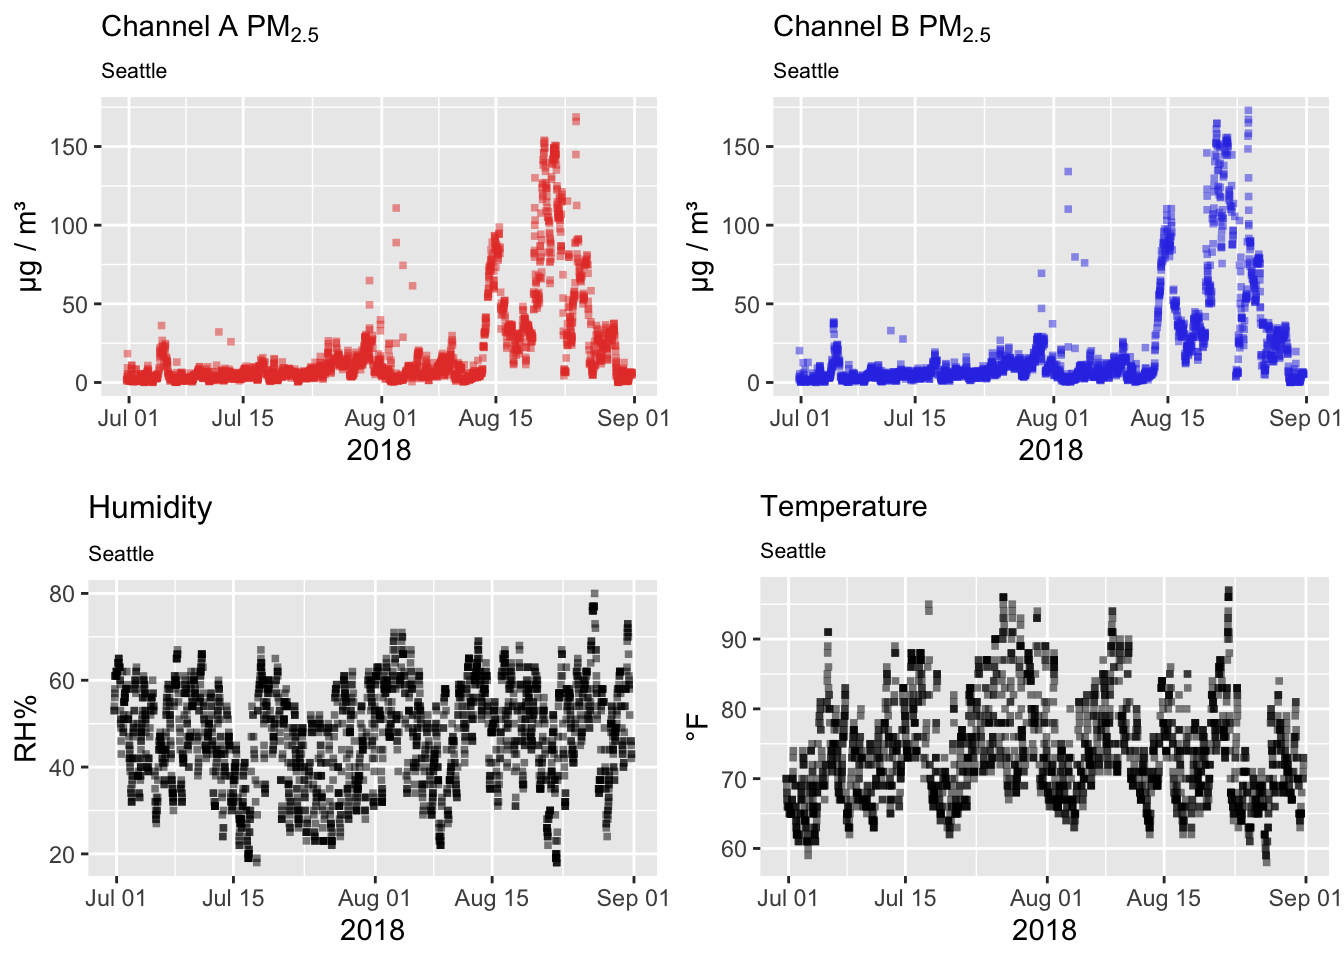 Channel A PM2.5
Seattle
150
100
50
0
µg / m³
Jul 01 Jul 15 Aug 01 Aug 15 Sep 01
2018
Channel B PM2.5
Seattle
150
100
50
0
µg / m³
Jul 01 Jul 15 Aug 01 Aug 15 Sep 01
2018
Humidity
Seattle
80
60
40
20
RH%
Jul 01 Jul 15 Aug 01 Aug 15 Sep 01
2018
Temperature
Seattle
90
80
70
60
°F
Jul 01 Jul 15 Aug 01 Aug 15 Sep 01
2018